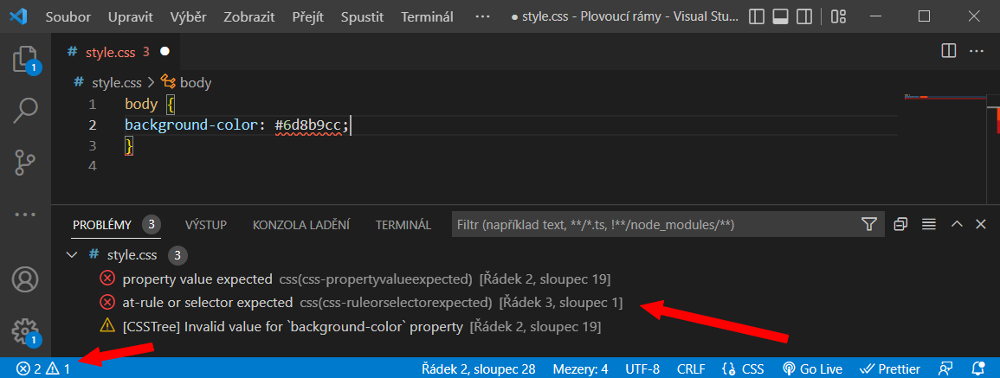 Soubor Upravit Výběr Zobrazit Přejít Spustit Terminál ··· ● style.css - Plovoucí rámy - Visual Stu...
# style.css 3 ●
# style.css > body
1 body {
2 background-color: #6d8b9cc;
3 }
4
1
PROBLÉMY 3 VÝSTUP KONZOLA LADĚNÍ TERMINÁL Filtr (například text, **/*.ts, !**/node_modules/**)
# style.css 3
property value expected css(css-propertyvalueexpected) [Řádek 2, sloupec 19]
at-rule or selector expected css(css-ruleorselectorexpected) [Řádek 3, sloupec 1]
[CSSTree] Invalid value for `background-color` property [Řádek 2, sloupec 19]
1
2 1 Řádek 2, sloupec 28 Mezery: 4 UTF-8 CRLF CSS Go Live Prettier